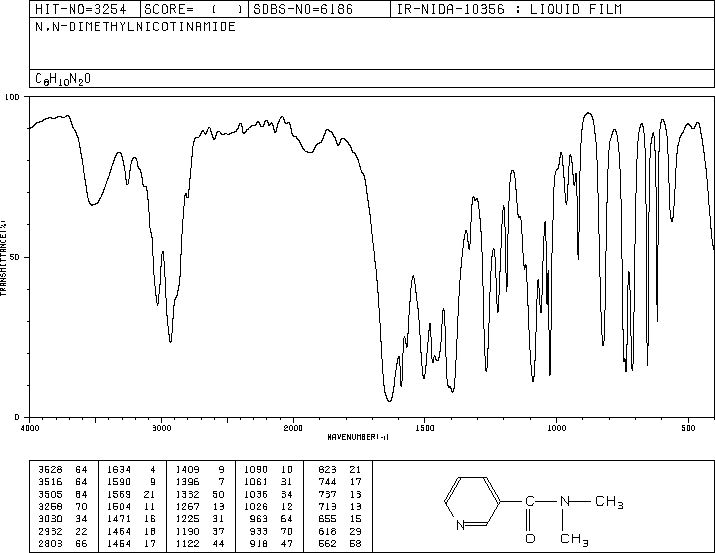 HIT-NO=3254 SCORE= ( ) SDBS-NO=6186 IR-NIDA-10356 : LIQUID FILM
N,N-DIMETHYLNICOTINAMIDE
C8H10N2O
100
50
0
TRANSMITTANCE(%)
4000 3000 2000 1500 1000 500
WAVENUMBER(-1)
3528 64 1634 4 1409 9 1090 10 823 21
3516 64 1590 9 1396 7 1061 31 744 17
3505 64 1569 21 1332 50 1036 34 737 13
3258 70 1504 11 1267 13 1026 12 713 13
3030 34 1471 16 1225 31 963 64 655 15
2932 22 1464 18 1190 37 933 70 618 29
2803 66 1454 17 1122 44 918 47 562 58
N
C
O
N
CH3
CH3